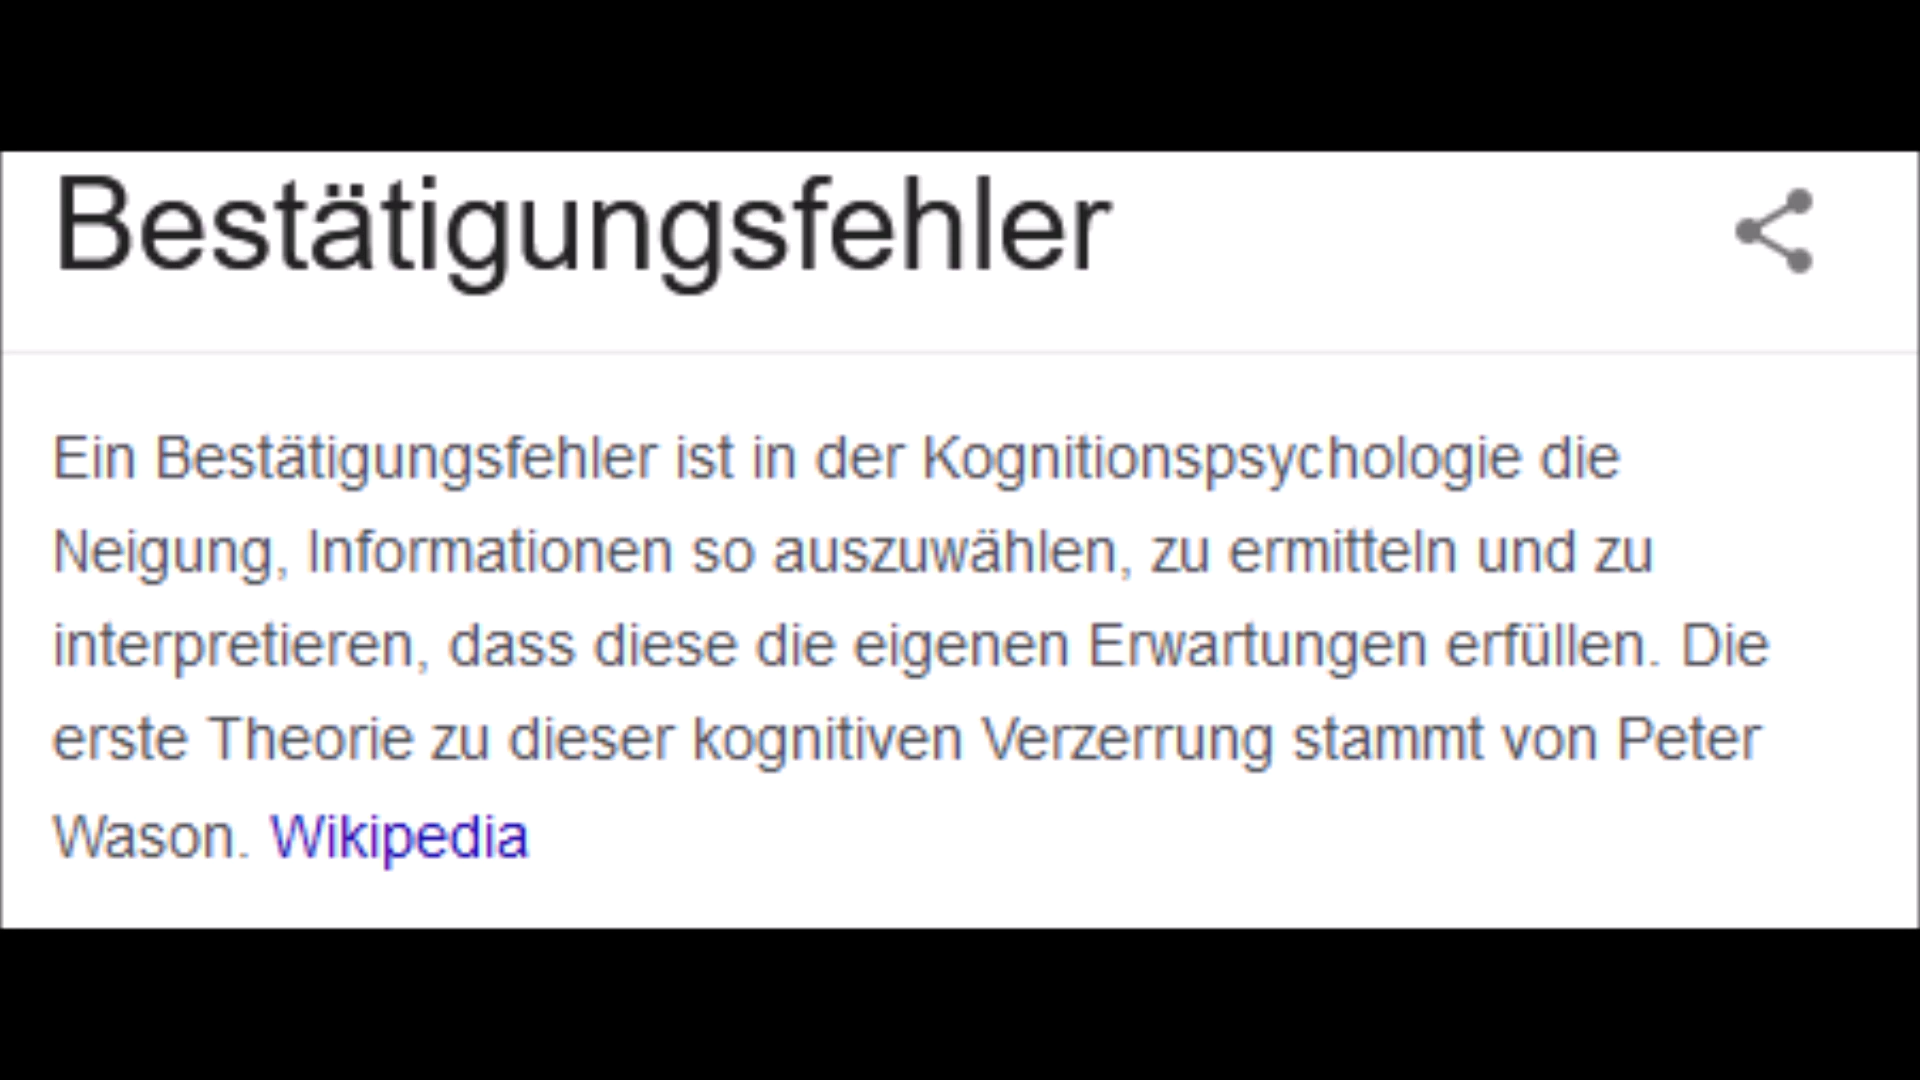 Bestätigungsfehler
Ein Bestätigungsfehler ist in der Kognitionspsychologie die
Neigung, Informationen so auszuwählen, zu ermitteln und zu
interpretieren, dass diese die eigenen Erwartungen erfüllen. Die
erste Theorie zu dieser kognitiven Verzerrung stammt von Peter
Wason. Wikipedia